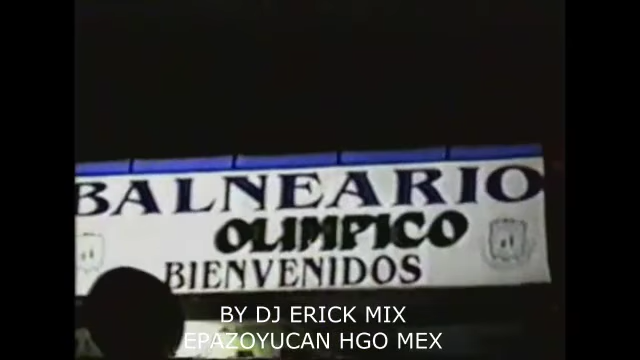 BALNEARIO
OLIMPICO
BIENVENIDOS
BY DJ ERICK MIX
EPAZOYUCAN HGO MEX